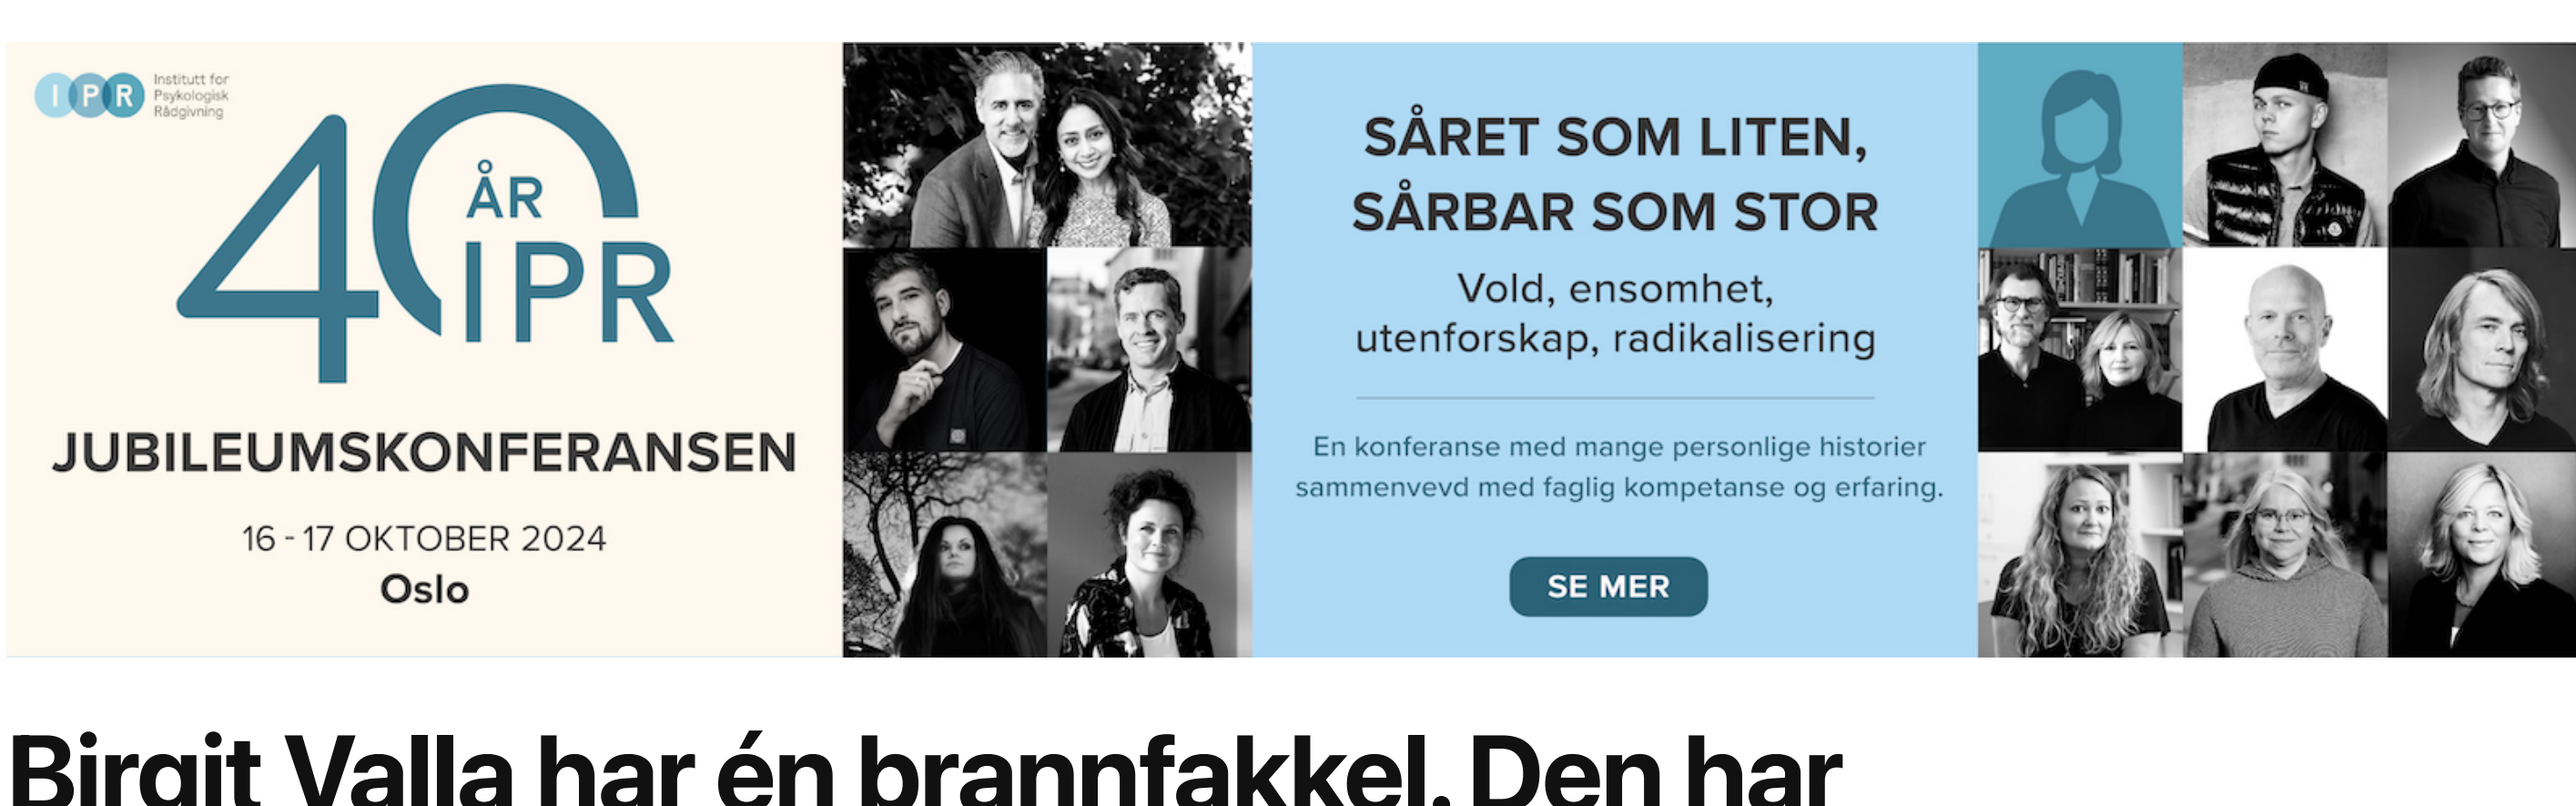 IPR
Institutt for
Psykologisk
Rådgivning
40
ÅR
IPR
JUBILEUMSKONFERANSEN
16 - 17 OKTOBER 2024
Oslo
SÅRET SOM LITEN,
SÅRBAR SOM STOR
Vold, ensomhet,
utenforskap, radikalisering
En konferanse med mange personlige historier
sammenvevd med faglig kompetanse og erfaring.
SE MER
Birgit Valla har én brannfakkel. Den har